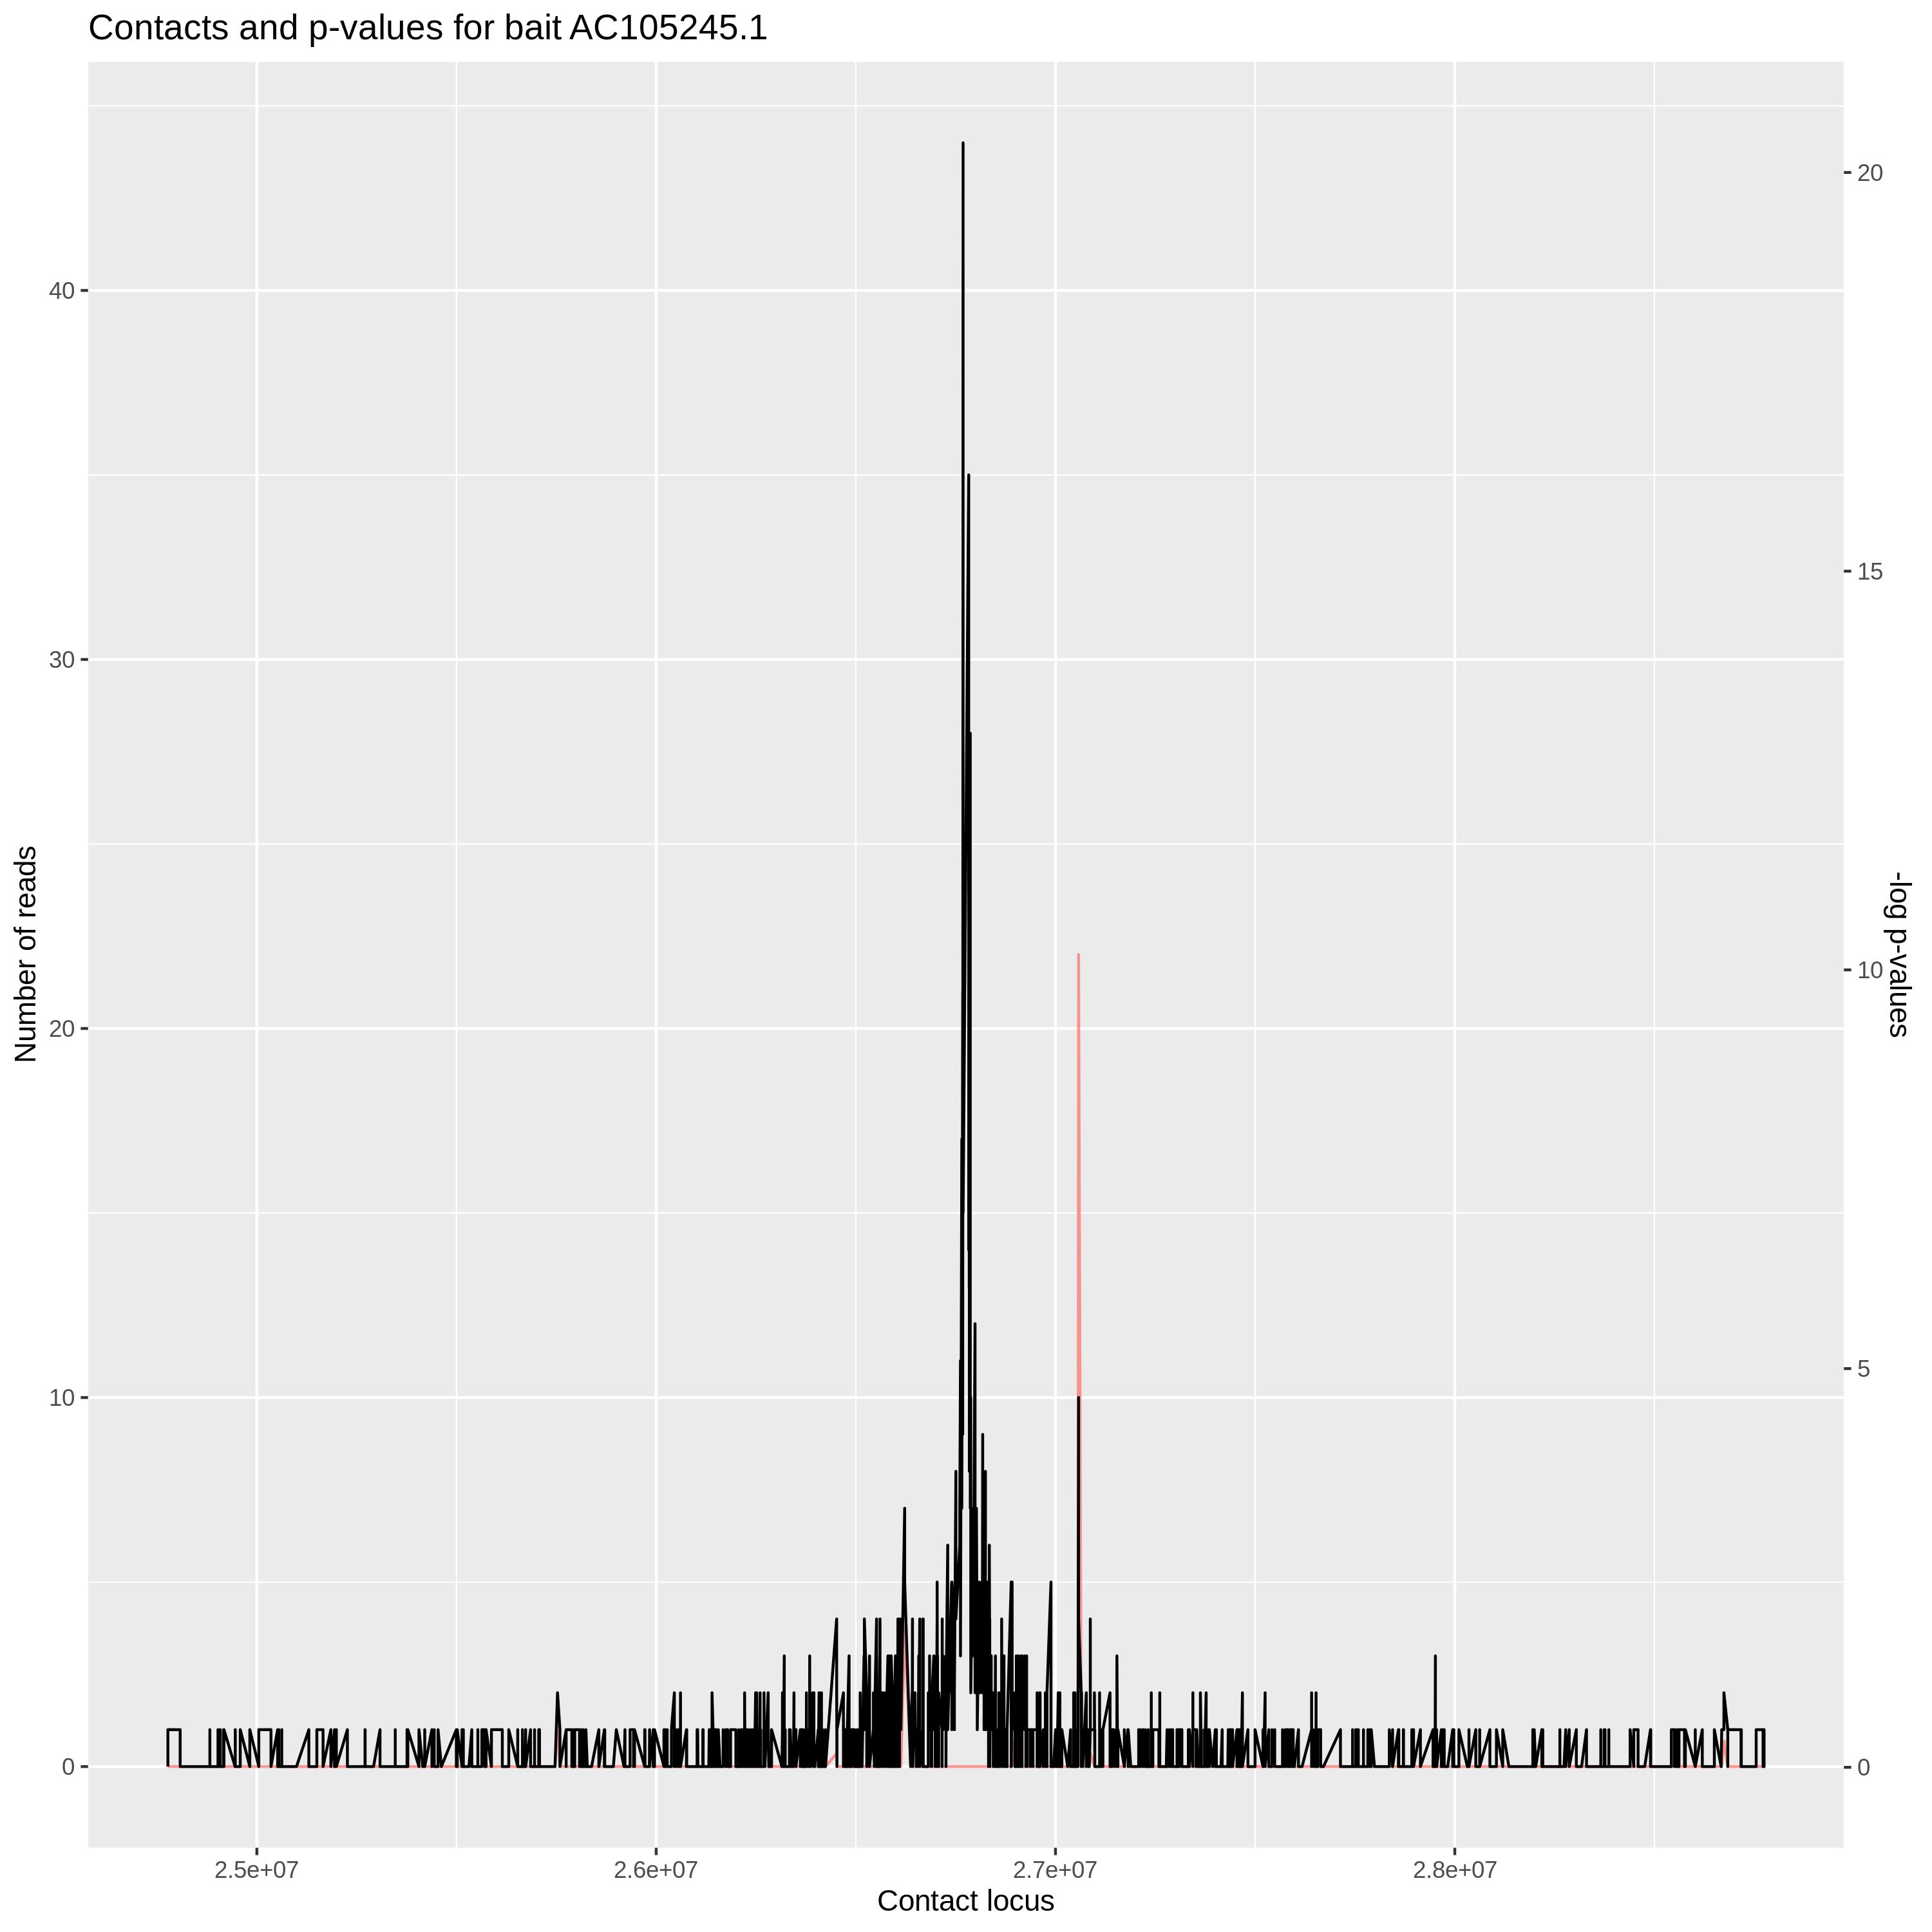 Contacts and p-values for bait AC105245.1
40
30
20
10
0
20
15
10
5
0
Number of reads
-log p-values
2.5e+07 2.6e+07 2.7e+07 2.8e+07
Contact locus